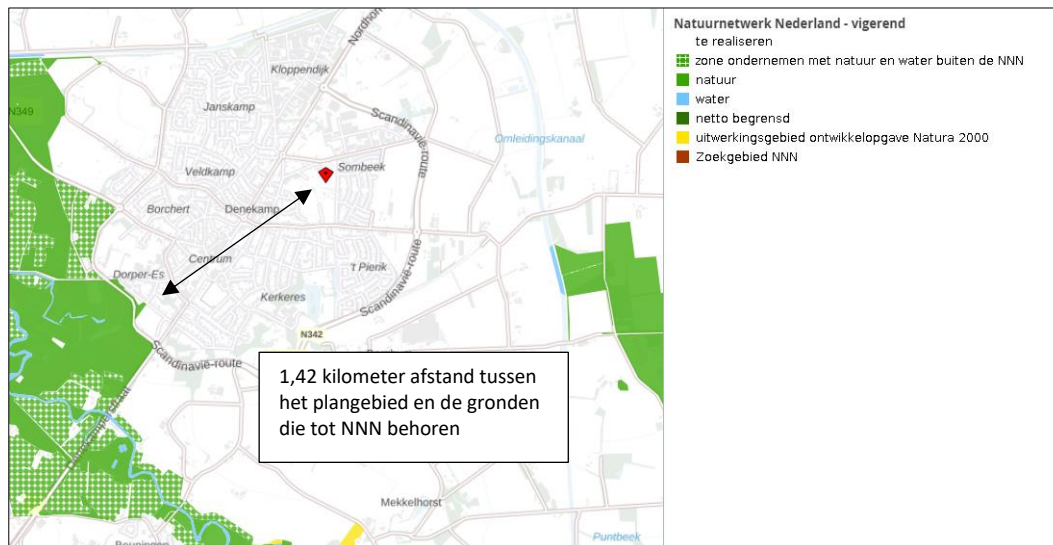 Natuurnetwerk Nederland - vigerend
te realiseren
zone ondernemen met natuur en water buiten de NNN
natuur
water
netto begrensd
uitwerkingsgebied ontwikkelopgave Natura 2000
Zoekgebied NNN
Kloppendijk
N349
Janskamp
Scandinavië-route
Omleidingskanaal
Veldkamp
Sombeek
Borchert
Denekamp
Centrum
't Pierik
Dorper-Es
Kerkeres
Scandinavië-route
N342
Scandinavië-route
1,42 kilometer afstand tussen
het plangebied en de gronden
die tot NNN behoren
Mekkelhorst
Puntbeek